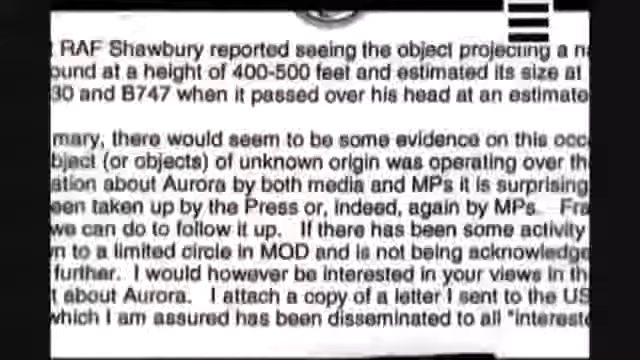 RAF Shawbury reported seeing the object projecting a n
ound at a height of 400-500 feet and estimated its size at
30 and B747 when it passed over his head at an estimate
mary, there would seem to be some evidence on this occ
bject (or objects) of unknown origin was operating over th
ation about Aurora by both media and MPs it is surprising
een taken up by the Press or, indeed, again by MPs. Fra
we can do to follow it up. If there has been some activity
n to a limited circle in MOD and is not being acknowledge
further. I would however be interested in your views in th
t about Aurora. I attach a copy of a letter I sent to the US
which I am assured has been disseminated to all "intereste